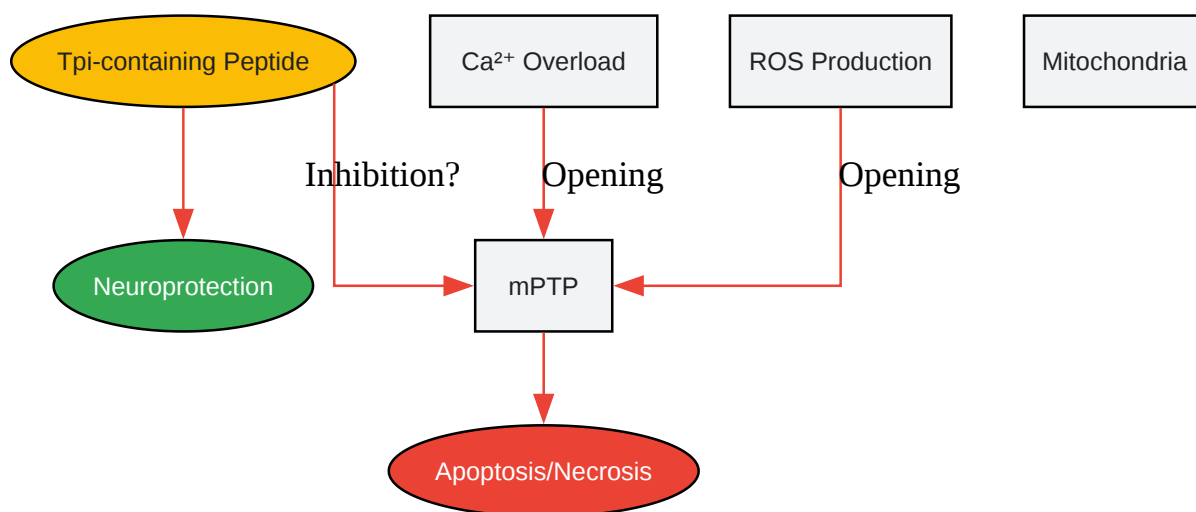 Tpi-containing Peptide
Ca²⁺ Overload
ROS Production
Mitochondria
Inhibition?
Opening
Opening
Neuroprotection
mPTP
Apoptosis/Necrosis